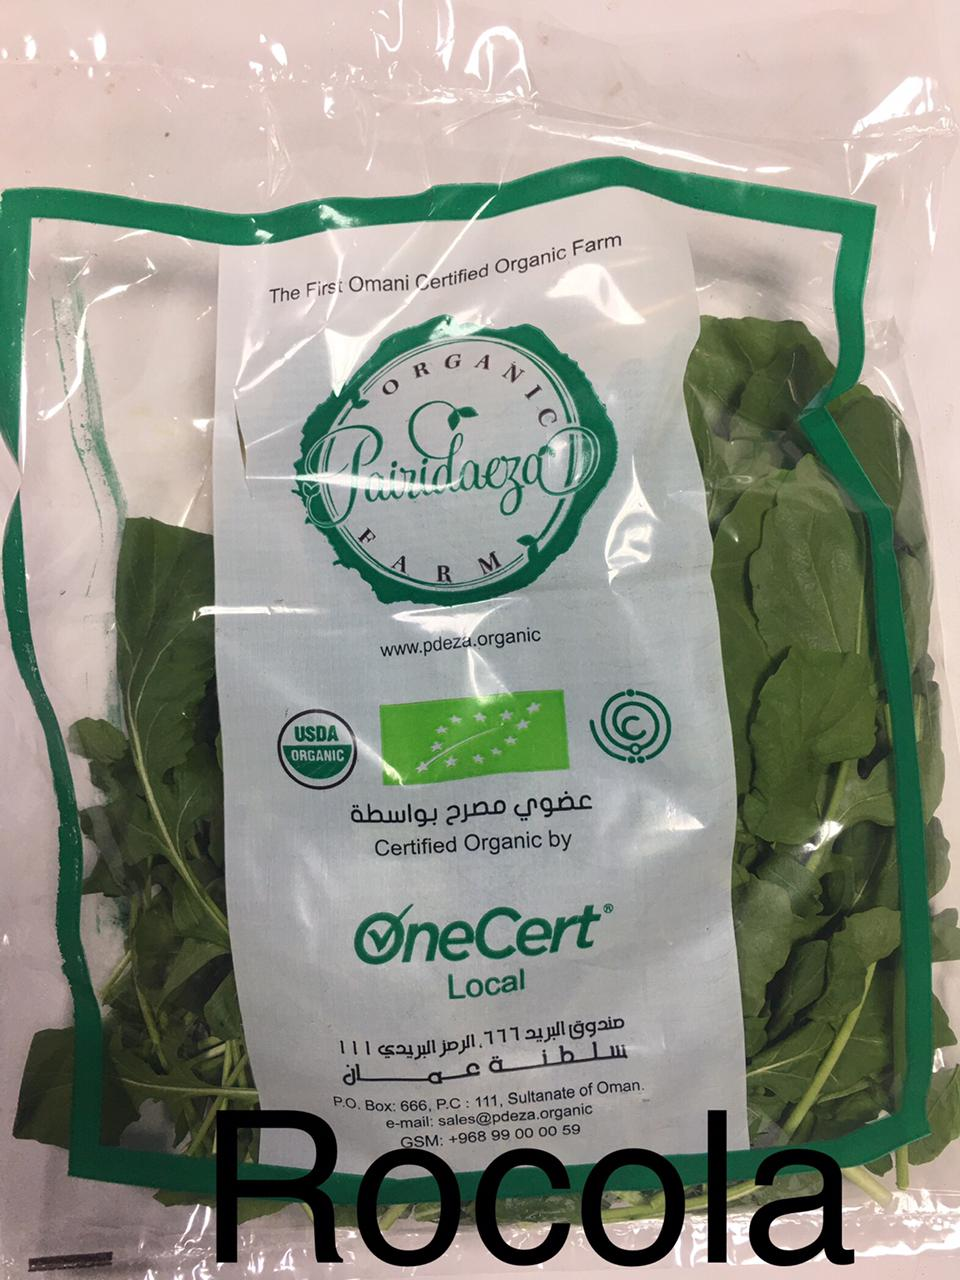 The First Omani Certified Organic Farm
ORGANIC
Pairidaeza
FARM
www.pdeza.organic
USDA
ORGANIC
عضوي مصرح بواسطة
Certified Organic by
OneCert®
Local
صندوق البريد ٦٦٦، الرمز البريدي ١١١
سلطنة عمان
P.O. Box: 666, P.C : 111, Sultanate of Oman.
e-mail: sales@pdeza.organic
GSM: +968 99 00 00 59
Rocola